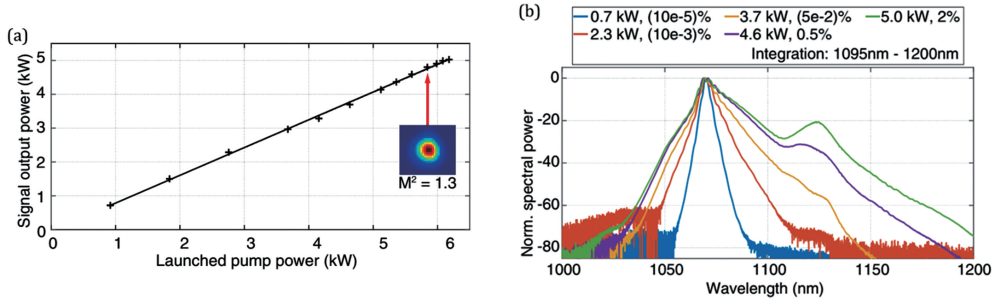 (a)
5
4
3
2
1
0
Signal output power (kW)
M² = 1.3
0 1 2 3 4 5 6
Launched pump power (kW)
(b)
0.7 kW, (10e-5)% 3.7 kW, (5e-2)% 5.0 kW, 2%
2.3 kW, (10e-3)% 4.6 kW, 0.5%
Integration: 1095nm - 1200nm
0
-20
-40
-60
-80
Norm. spectral power
1000 1050 1100 1150 1200
Wavelength (nm)